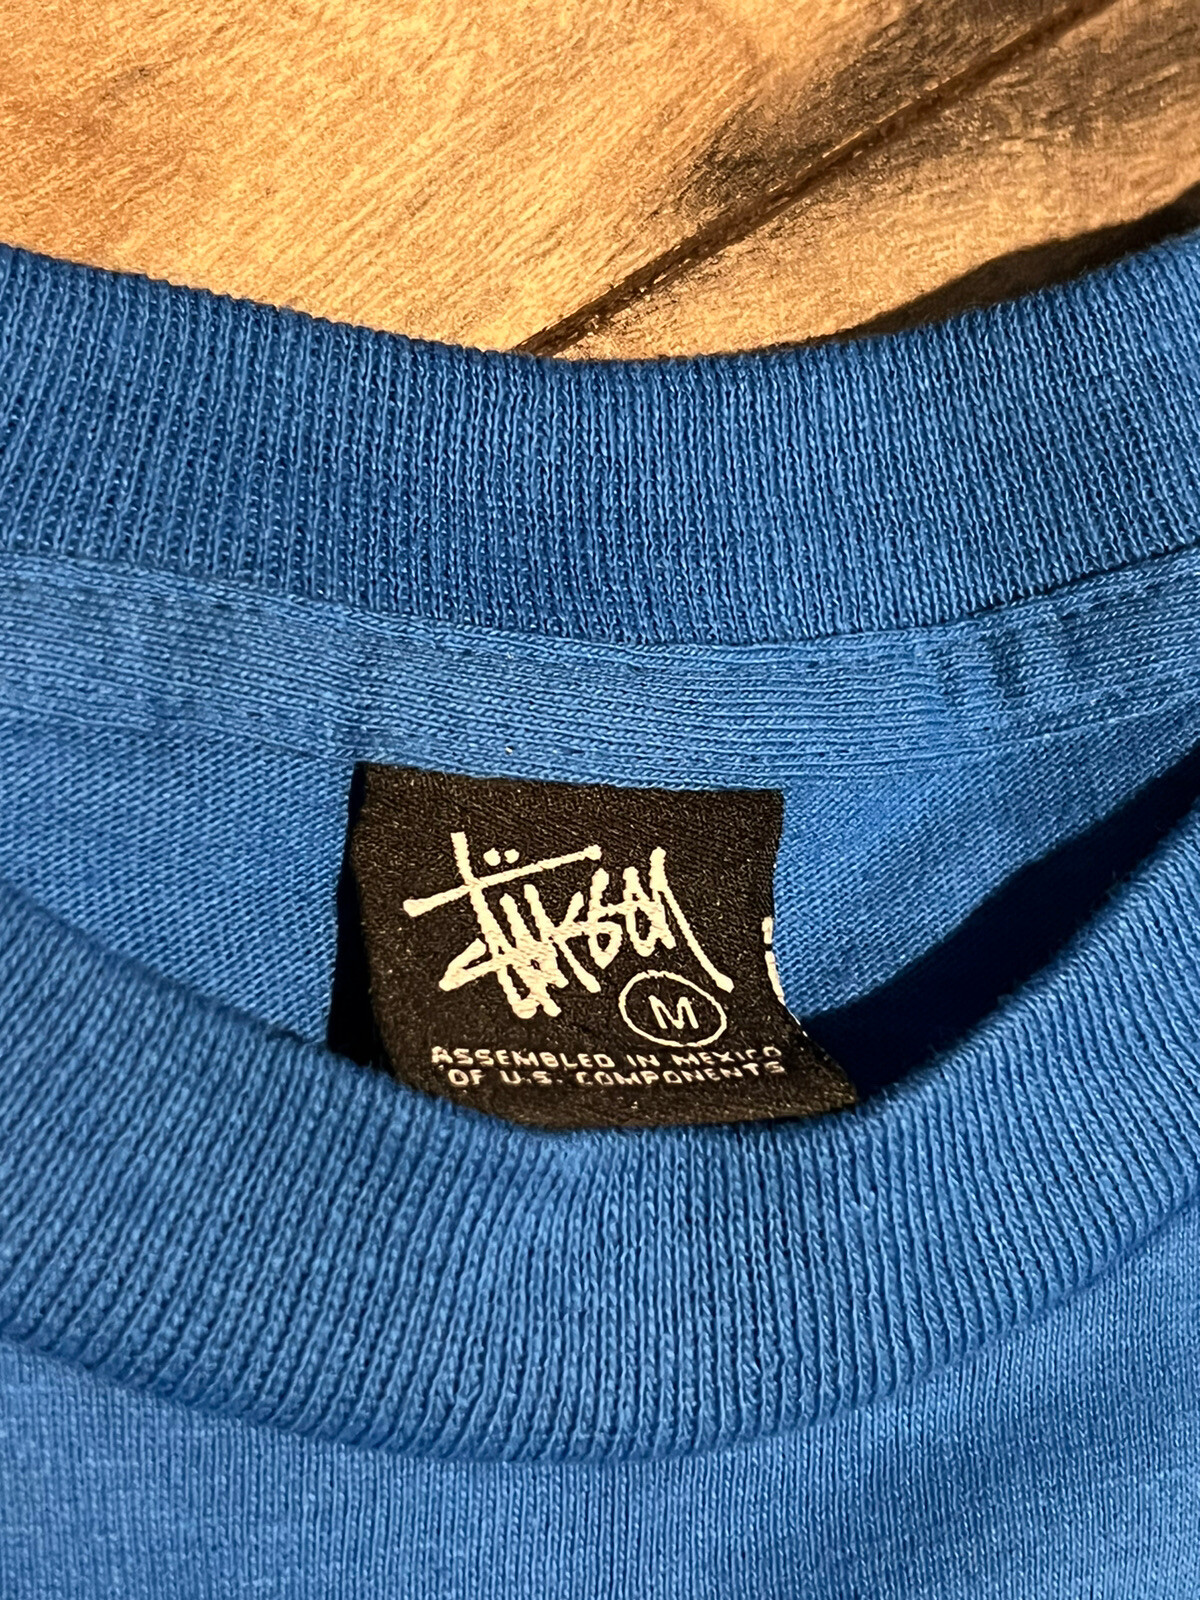 Stüssy
M
ASSEMBLED IN MEXICO
OF U.S. COMPONENTS